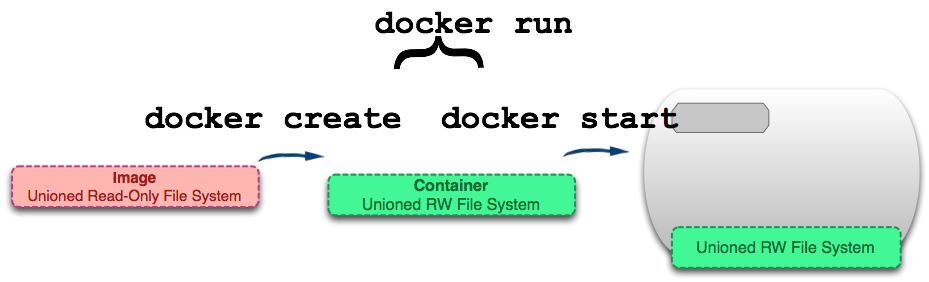 docker run
docker create docker start
Image
Unioned Read-Only File System
Container
Unioned RW File System
Unioned RW File System